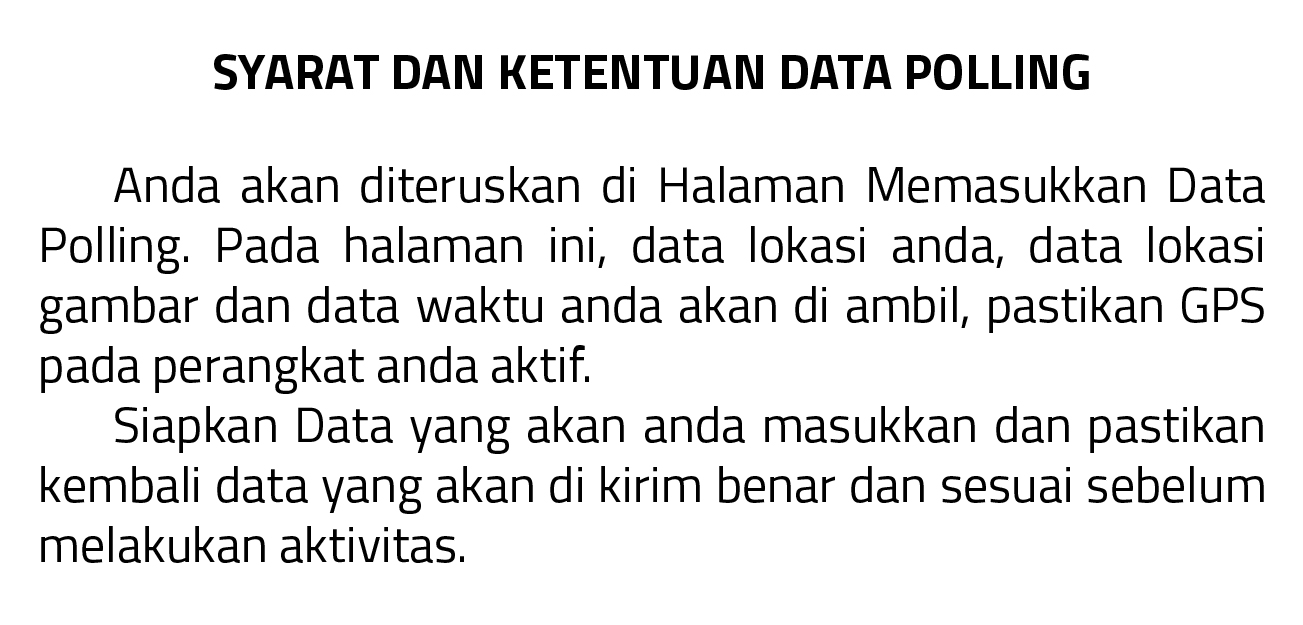 SYARAT DAN KETENTUAN DATA POLLING
Anda akan diteruskan di Halaman Memasukkan Data
Polling. Pada halaman ini, data lokasi anda, data lokasi
gambar dan data waktu anda akan di ambil, pastikan GPS
pada perangkat anda aktif.
Siapkan Data yang akan anda masukkan dan pastikan
kembali data yang akan di kirim benar dan sesuai sebelum
melakukan aktivitas.